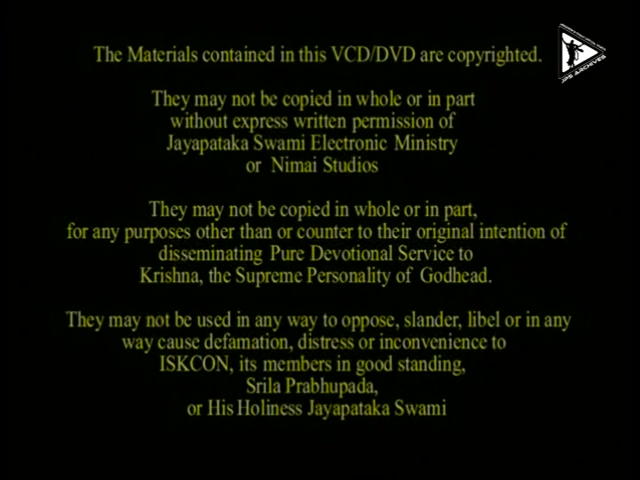 The Materials contained in this VCD/DVD are copyrighted.
JPS ARCHIVES
They may not be copied in whole or in part
without express written permission of
Jayapataka Swami Electronic Ministry
or Nimai Studios
They may not be copied in whole or in part,
for any purposes other than or counter to their original intention of
disseminating Pure Devotional Service to
Krishna, the Supreme Personality of Godhead.
They may not be used in any way to oppose, slander, libel or in any
way cause defamation, distress or inconvenience to
ISKCON, its members in good standing,
Srila Prabhupada,
or His Holiness Jayapataka Swami